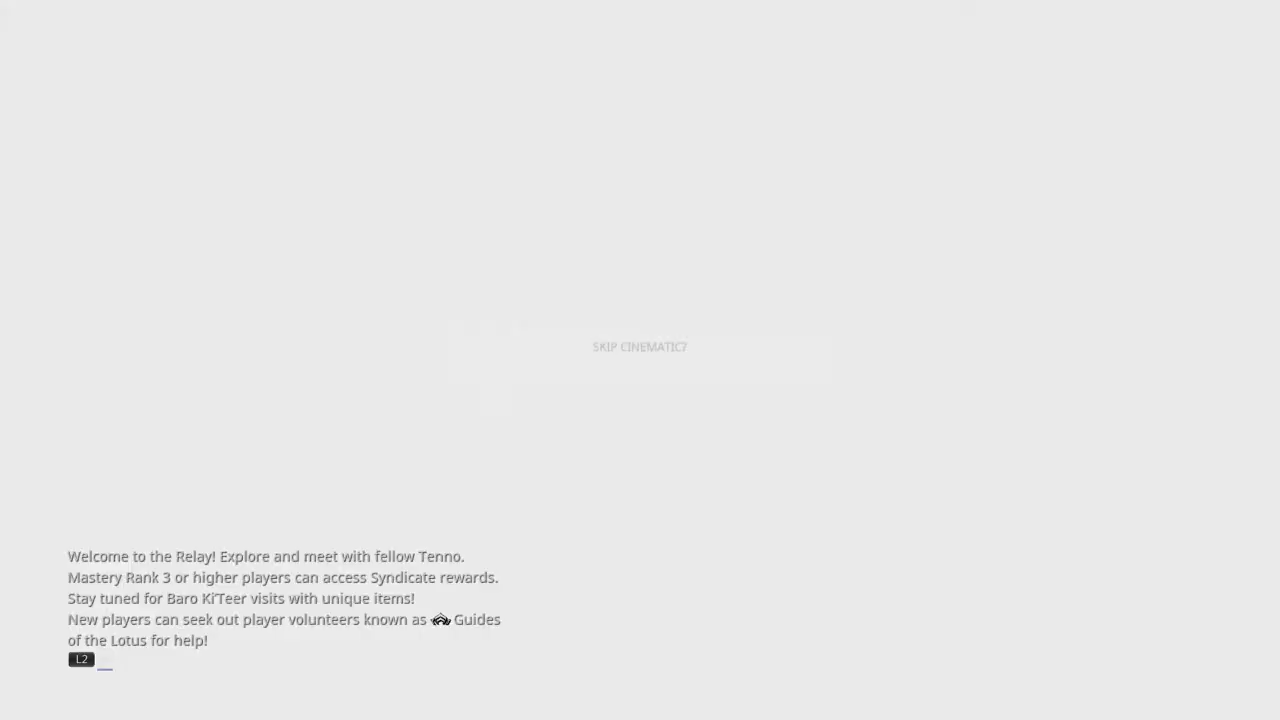 SKIP CINEMATIC?
Welcome to the Relay! Explore and meet with fellow Tenno.
Mastery Rank 3 or higher players can access Syndicate rewards.
Stay tuned for Baro Ki'Teer visits with unique items!
New players can seek out player volunteers known as Guides
of the Lotus for help!
L2